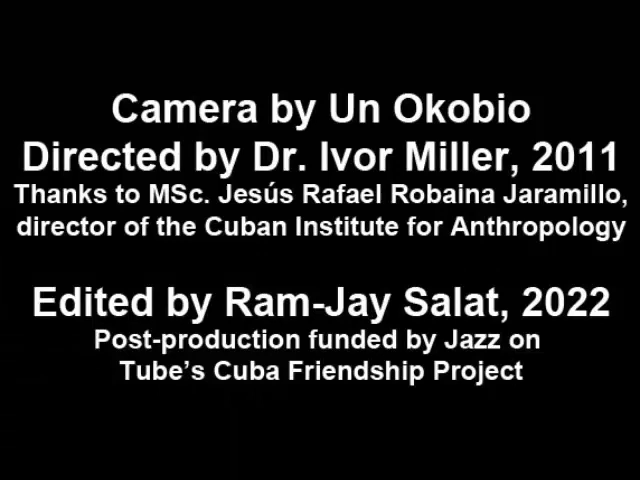 Camera by Un Okobio
Directed by Dr. Ivor Miller, 2011
Thanks to MSc. Jesús Rafael Robaina Jaramillo,
director of the Cuban Institute for Anthropology
Edited by Ram-Jay Salat, 2022
Post-production funded by Jazz on
Tube’s Cuba Friendship Project